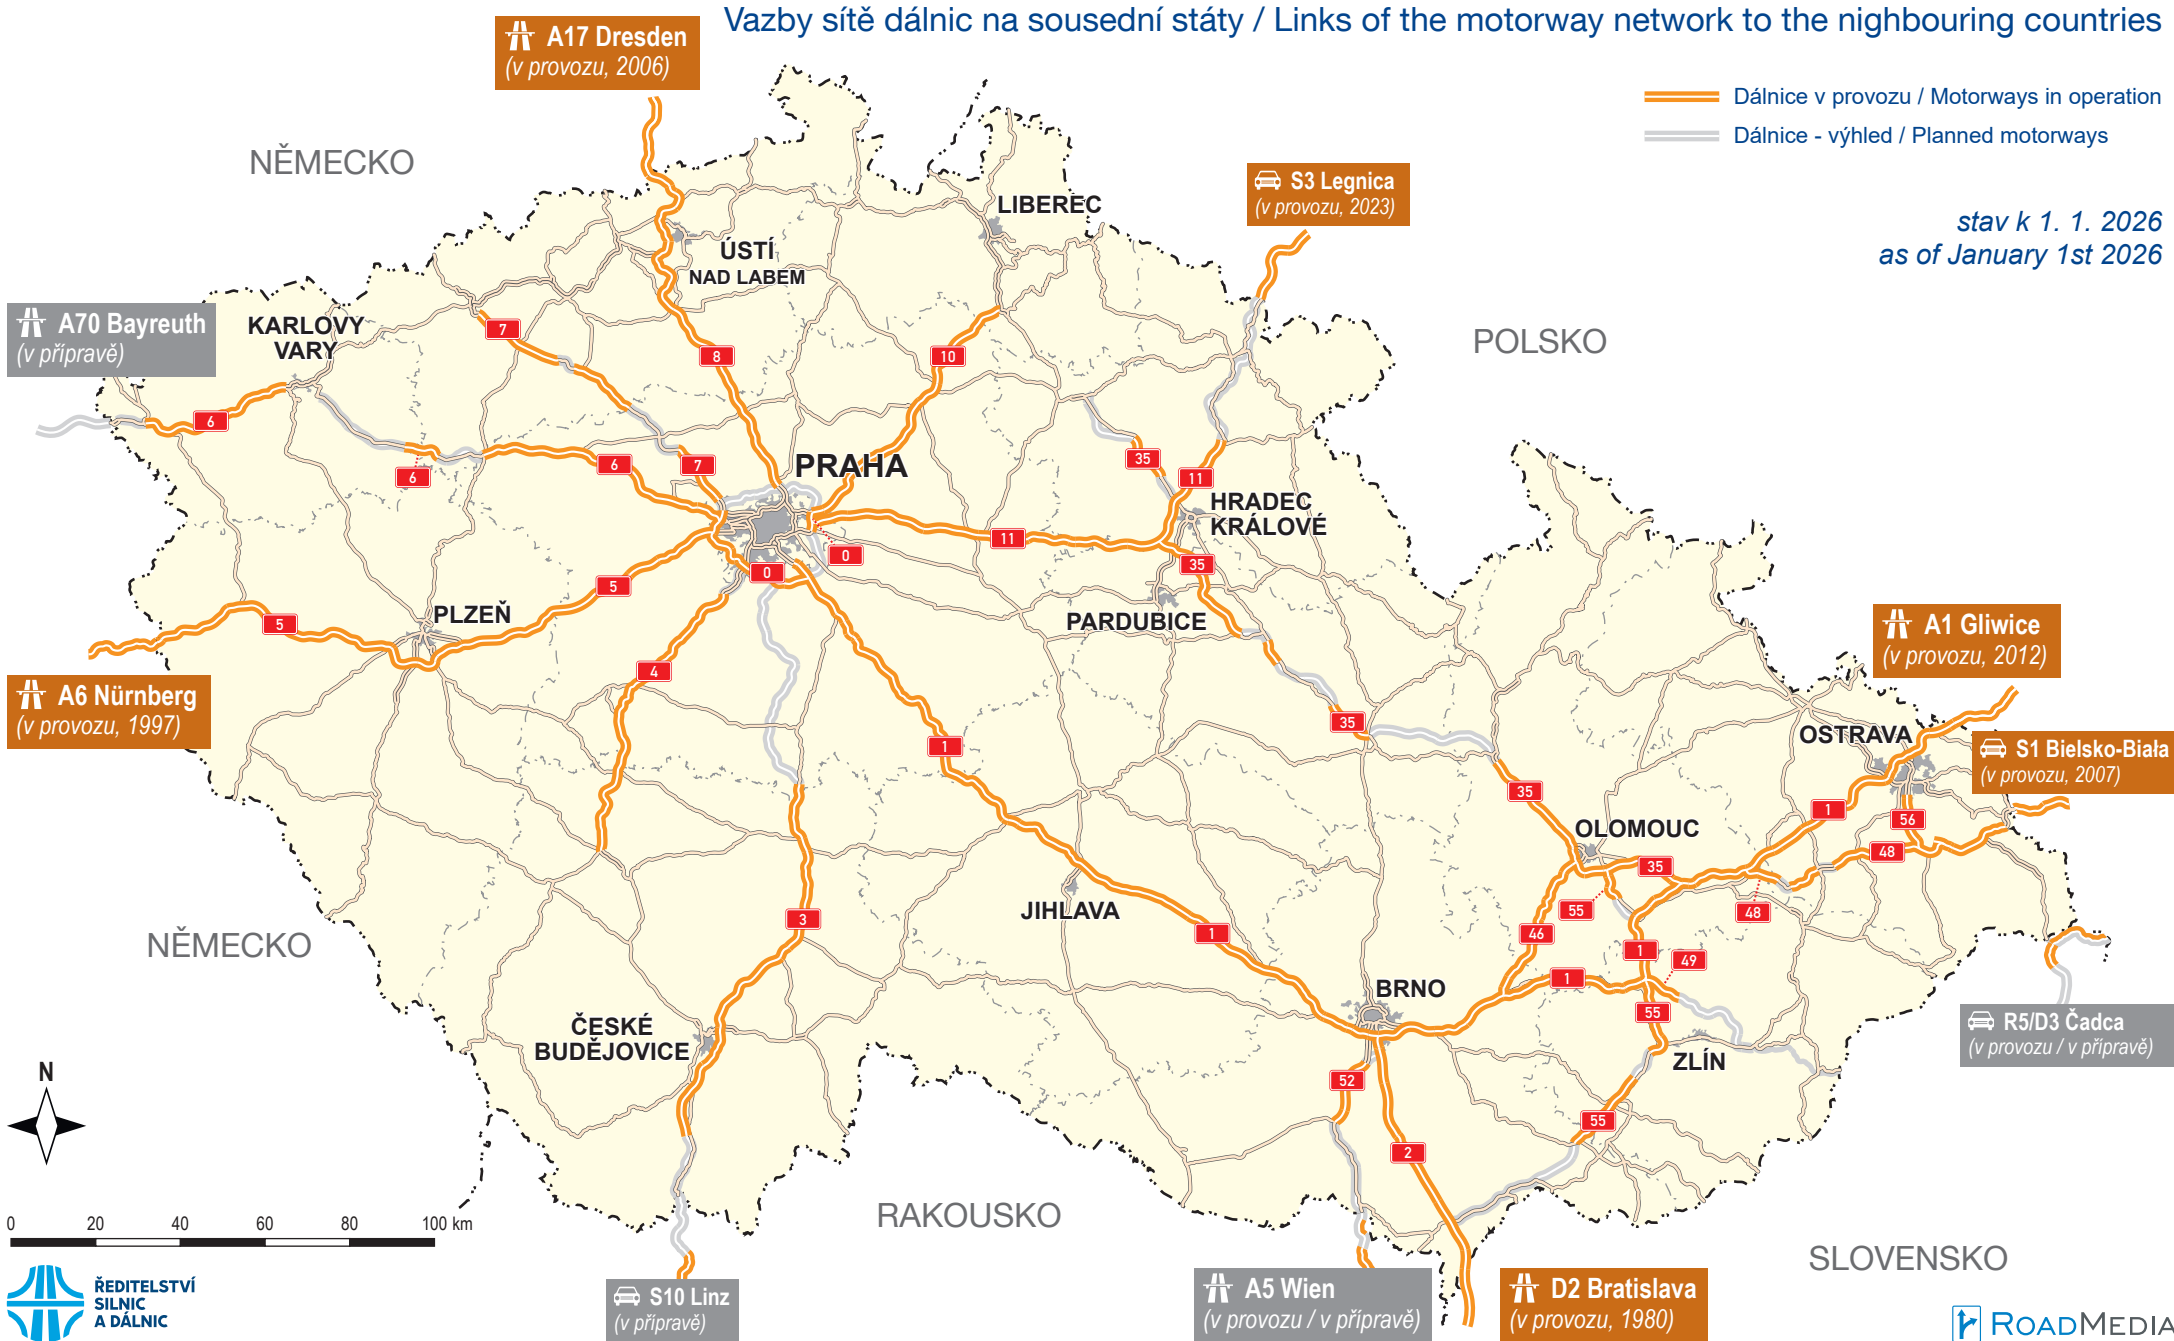 Vazby sítě dálnic na sousední státy / Links of the motorway network to the nighbouring countries
A17 Dresden
(v provozu, 2006)
Dálnice v provozu / Motorways in operation
Dálnice - výhled / Planned motorways
NĚMECKO
S3 Legnica
(v provozu, 2023)
LIBEREC
stav k 1. 1. 2026
as of January 1st 2026
ÚSTÍ
NAD LABEM
A70 Bayreuth
(v přípravě)
KARLOVY
VARY
7
8
10
POLSKO
6
6
6
7
PRAHA
35
11
HRADEC
KRÁLOVÉ
11
0
0
35
5
5
PLZEŇ
PARDUBICE
A1 Gliwice
(v provozu, 2012)
4
A6 Nürnberg
(v provozu, 1997)
35
1
OSTRAVA
S1 Bielsko-Biała
(v provozu, 2007)
35
1
56
OLOMOUC
48
35
3
JIHLAVA
55
48
1
46
NĚMECKO
1
49
1
BRNO
55
R5/D3 Čadca
(v provozu / v přípravě)
ČESKÉ
BUDĚJOVICE
ZLÍN
N
52
55
2
RAKOUSKO
0 20 40 60 80 100 km
SLOVENSKO
ŘEDITELSTVÍ
SILNIC
A DÁLNIC
S10 Linz
(v přípravě)
A5 Wien
(v provozu / v přípravě)
D2 Bratislava
(v provozu, 1980)
ROADMEDIA